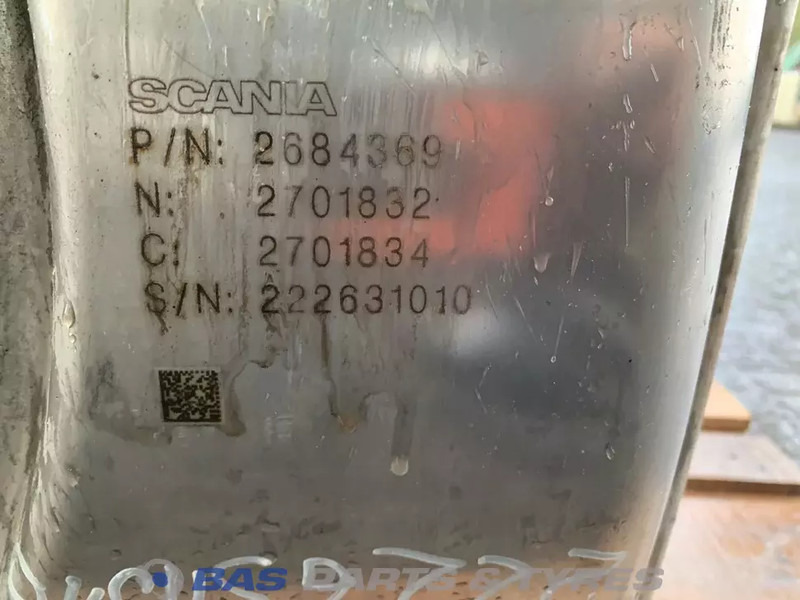 SCANIA
P/N: 2684369
N: 2701832
C: 2701834
S/N: 222631010
BAS PARTS & TYRES